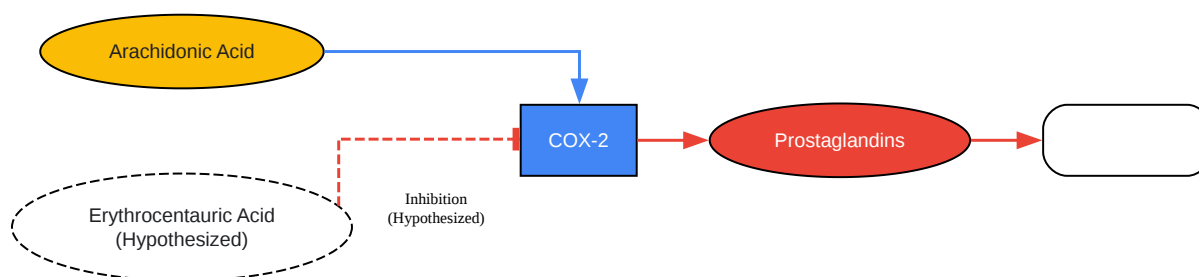 Arachidonic Acid
COX-2
Prostaglandins
Inhibition
(Hypothesized)
Erythrocentauric Acid
(Hypothesized)